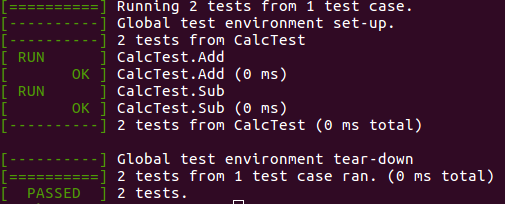 [==========] Running 2 tests from 1 test case.
[----------] Global test environment set-up.
[----------] 2 tests from CalcTest
[ RUN      ] CalcTest.Add
[       OK ] CalcTest.Add (0 ms)
[ RUN      ] CalcTest.Sub
[       OK ] CalcTest.Sub (0 ms)
[----------] 2 tests from CalcTest (0 ms total)

[----------] Global test environment tear-down
[==========] 2 tests from 1 test case ran. (0 ms total)
[  PASSED  ] 2 tests.